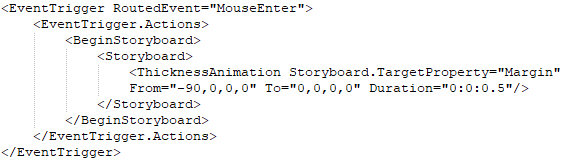 <EventTrigger RoutedEvent="MouseEnter">
<EventTrigger.Actions>
<BeginStoryboard>
<Storyboard>
<ThicknessAnimation Storyboard.TargetProperty="Margin"
From="-90,0,0,0" To="0,0,0,0" Duration="0:0:0.5"/>
</Storyboard>
</BeginStoryboard>
</EventTrigger.Actions>
</EventTrigger>